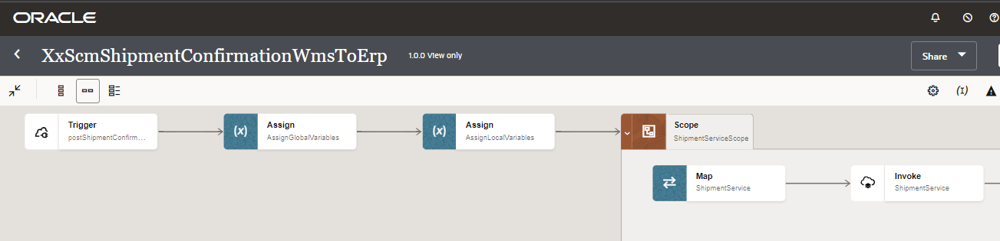 ORACLE
XxScmShipmentConfirmationWmsToErp 1.0.0 View only Share
(I)
Trigger
postShipmentConfirm...
(x)
Assign
AssignGlobalVariables
(x)
Assign
AssignLocalVariables
Scope
ShipmentServiceScope
Map
ShipmentService
Invoke
ShipmentService